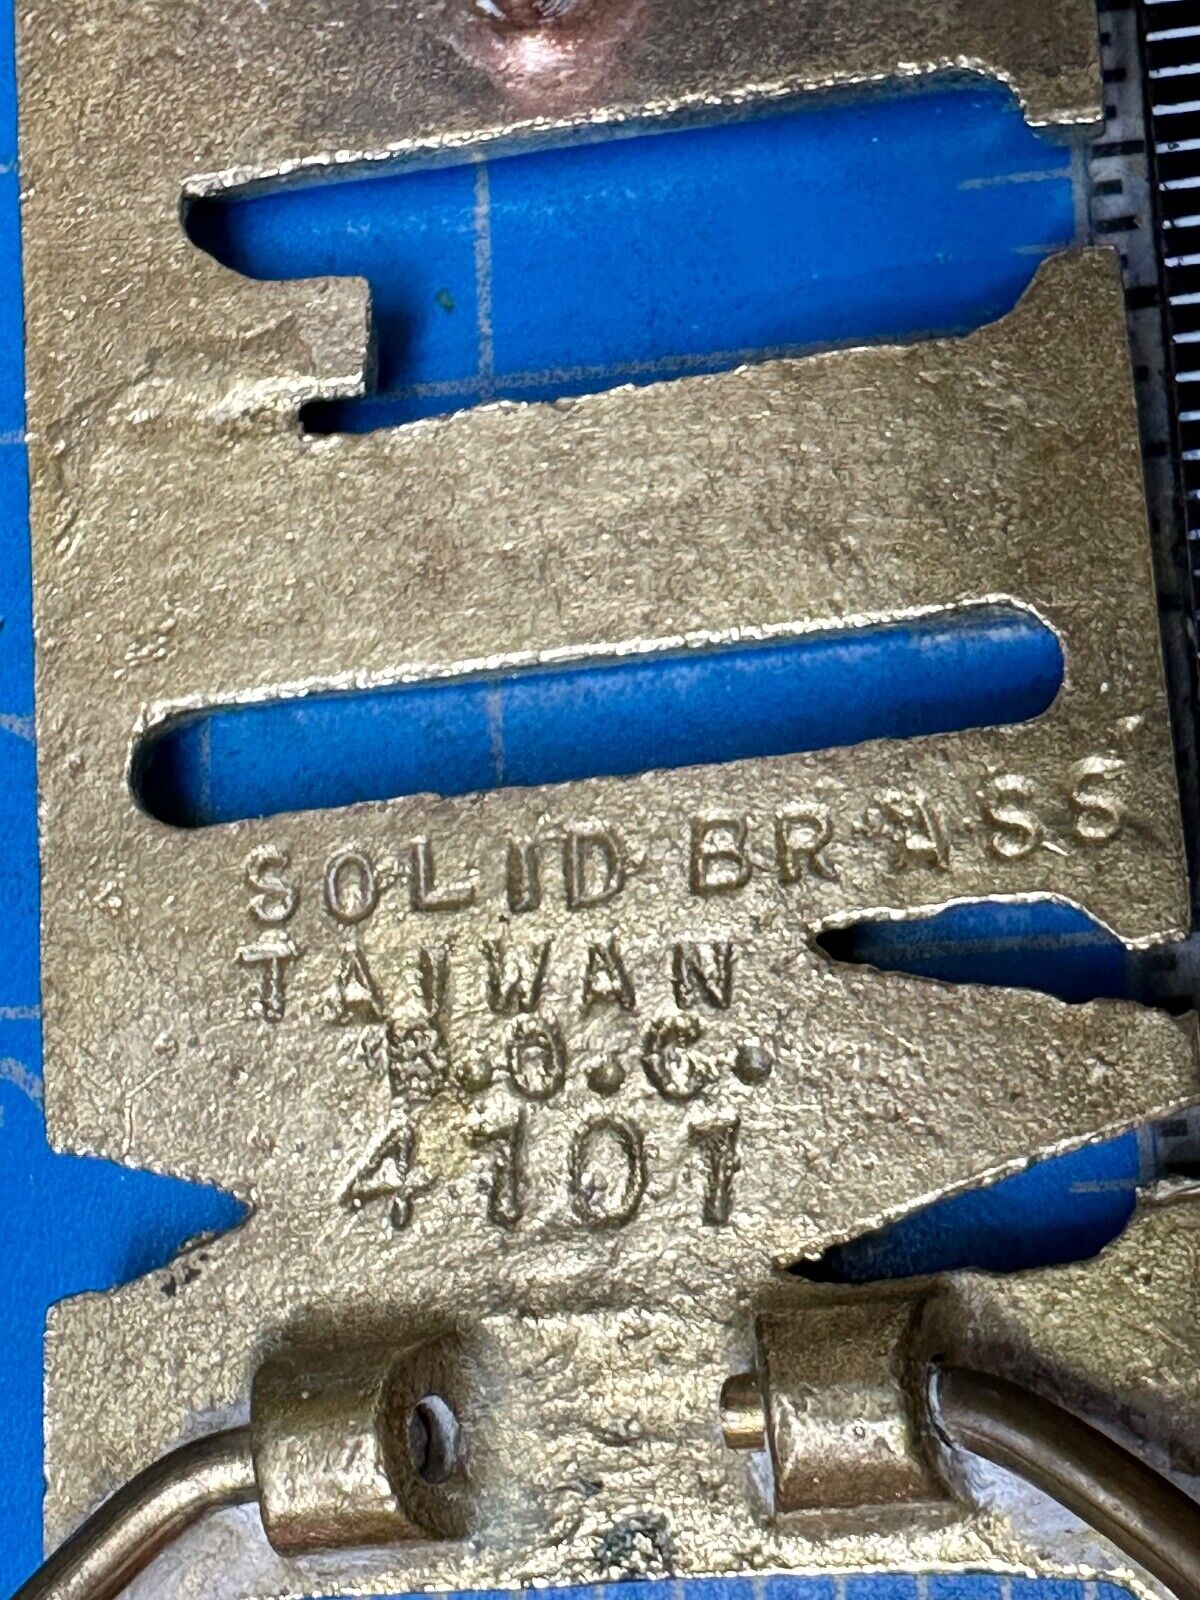 SOLID BRASS
TAIWAN
R.O.C.
4101